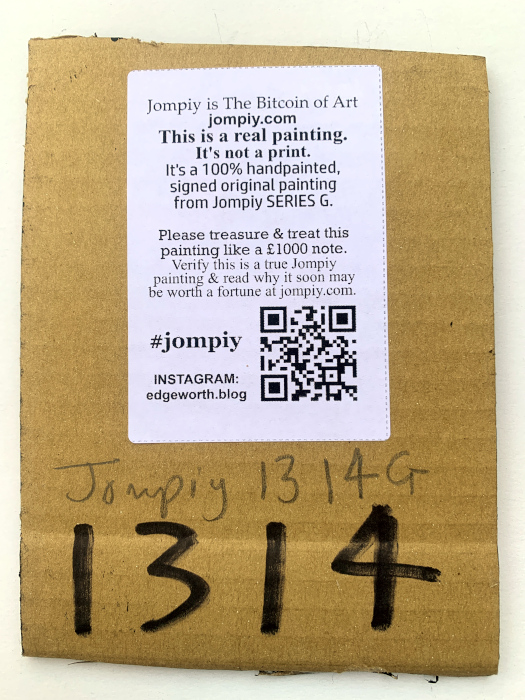 Jompiy is The Bitcoin of Art
jompiy.com
This is a real painting.
It's not a print.
It's a 100% handpainted,
signed original painting
from Jompiy SERIES G.
Please treasure & treat this
painting like a £1000 note.
Verify this is a true Jompiy
painting & read why it soon may
be worth a fortune at jompiy.com.
#jompiy
INSTAGRAM:
edgeworth.blog
Jompiy 1314G
1314